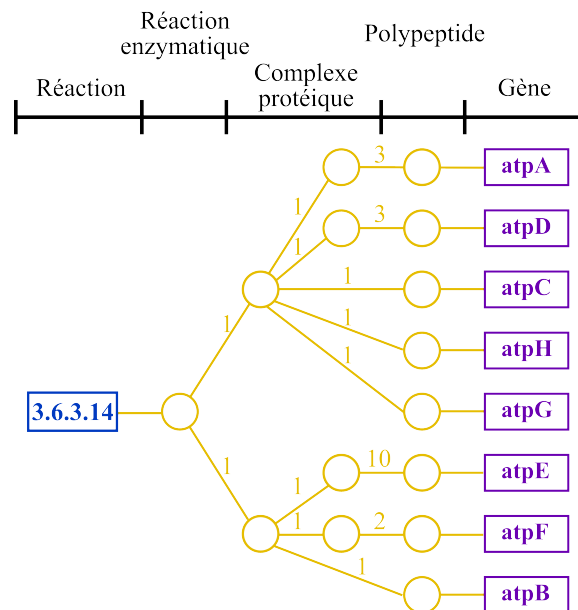 Réaction
enzymatique
Polypeptide
Réaction
Complexe
protéique
Gène
3
atpA
1
3
atpD
1
1
atpC
1
1
atpH
1
atpG
3.6.3.14
1
10
atpE
1
1
2
atpF
1
atpB